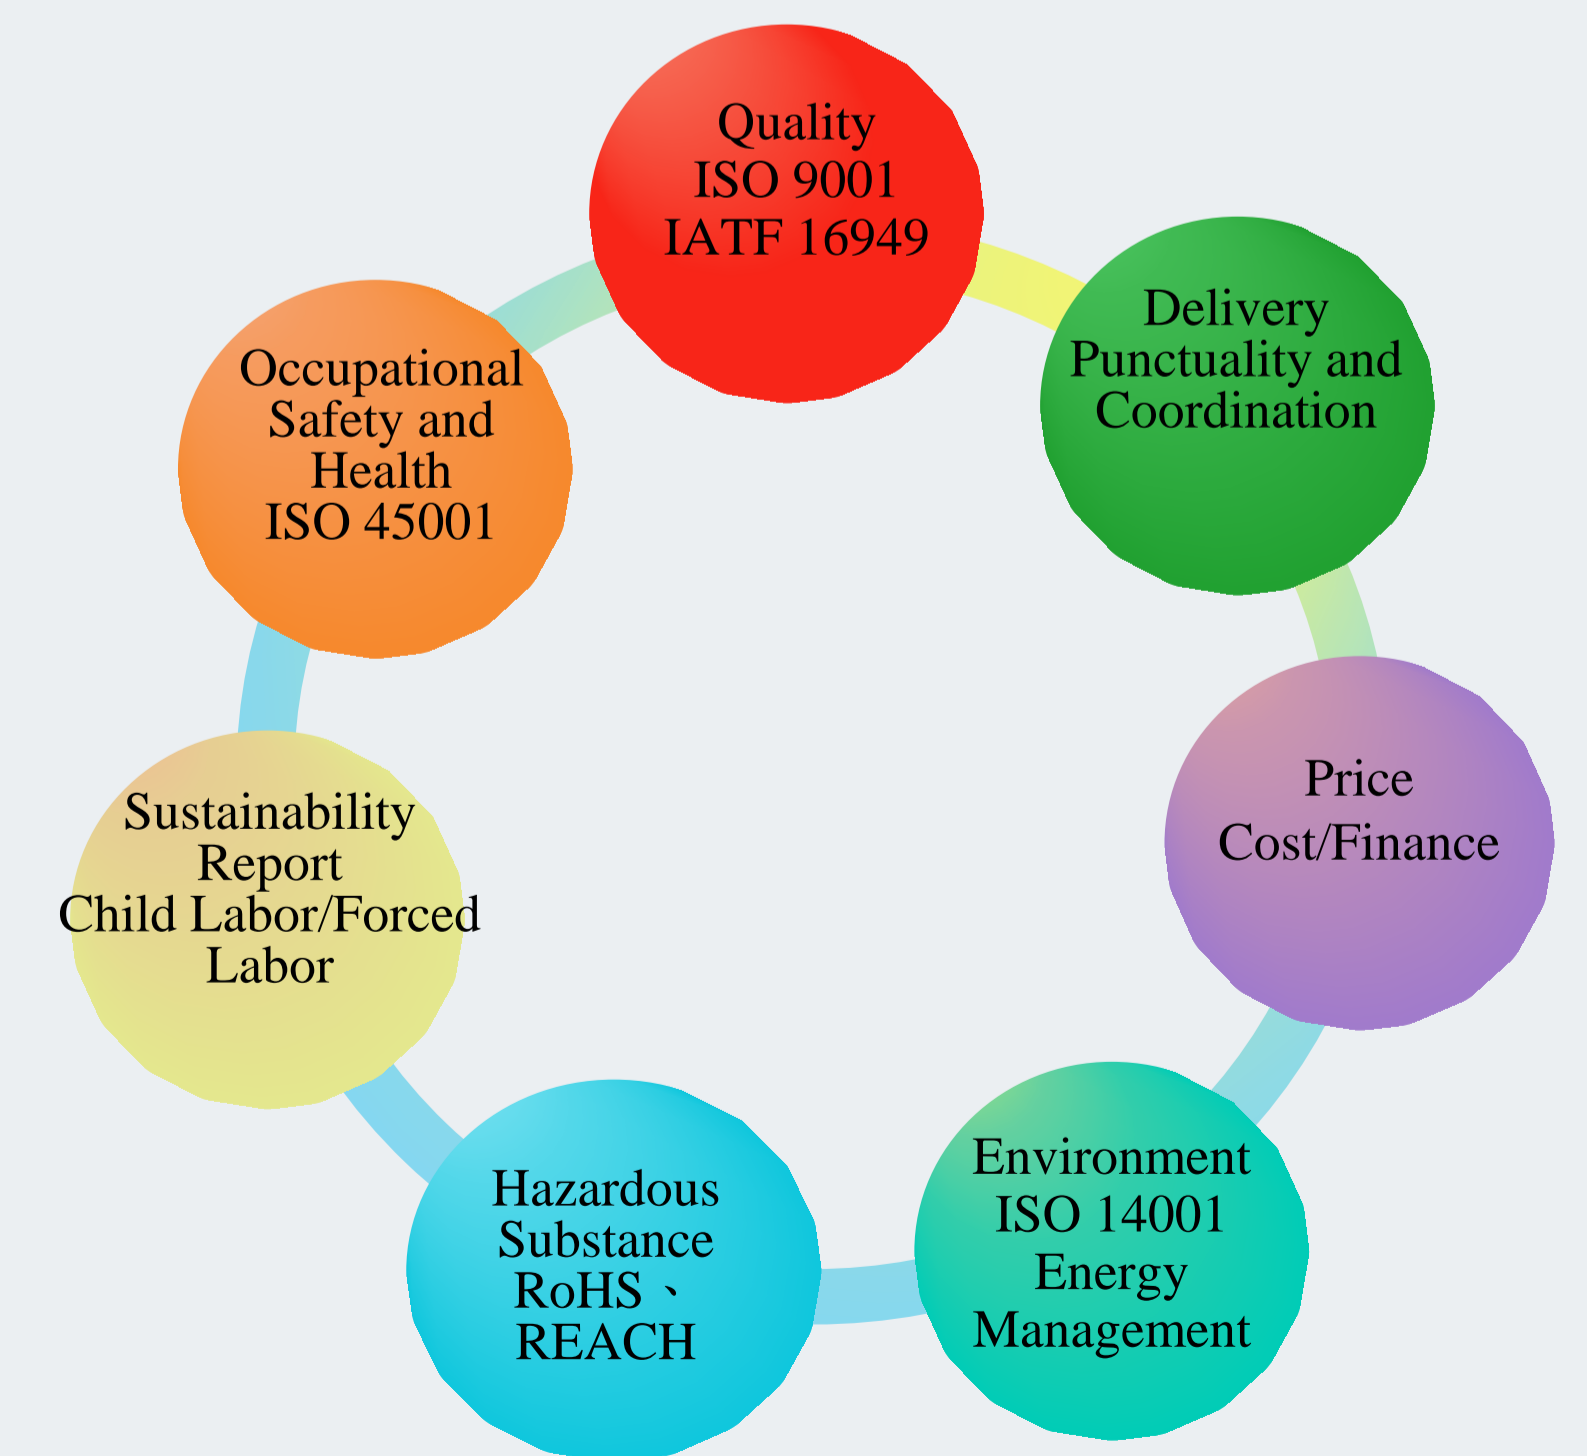 Quality
ISO 9001
IATF 16949
Delivery
Punctuality and
Coordination
Price
Cost/Finance
Environment
ISO 14001
Energy
Management
Hazardous
Substance
RoHS、
REACH
Sustainability
Report
Child Labor/Forced
Labor
Occupational
Safety and
Health
ISO 45001